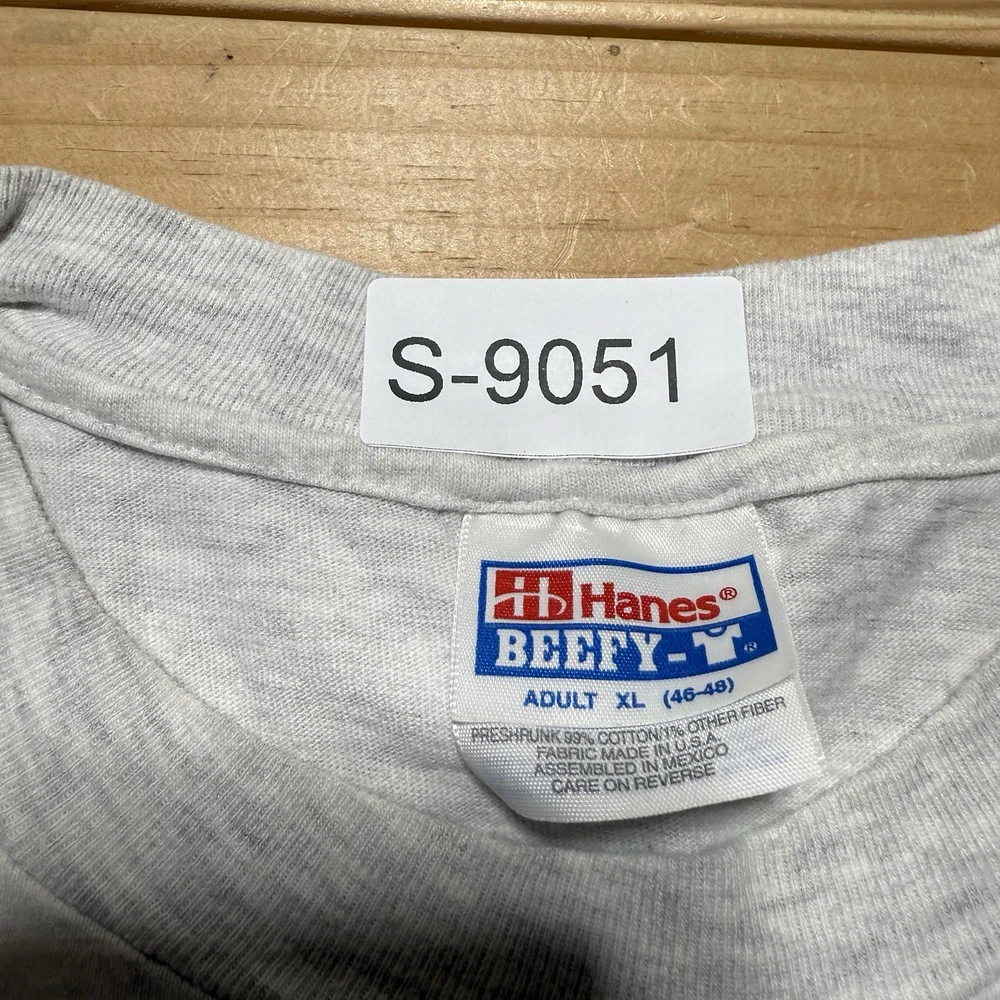 S-9051
Hanes®
BEEFY-T®
ADULT XL (46-48)
PRESHRUNK 99% COTTON/1% OTHER FIBER
FABRIC MADE IN U.S.A.
ASSEMBLED IN MEXICO
CARE ON REVERSE